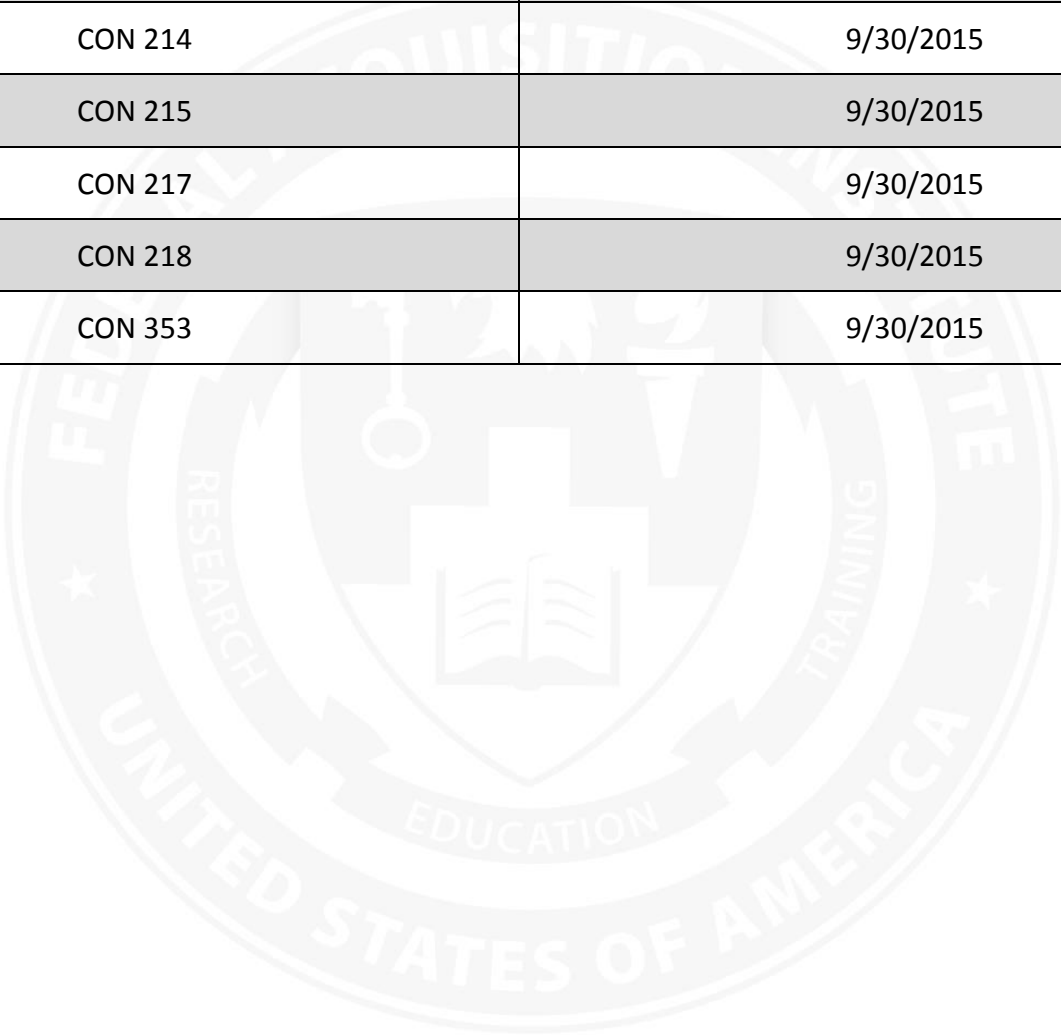 CON 214 9/30/2015
CON 215 9/30/2015
CON 217 9/30/2015
CON 218 9/30/2015
CON 353 9/30/2015
RESEARCH
TRAINING
EDUCATION
UNITED STATES OF AMERICA